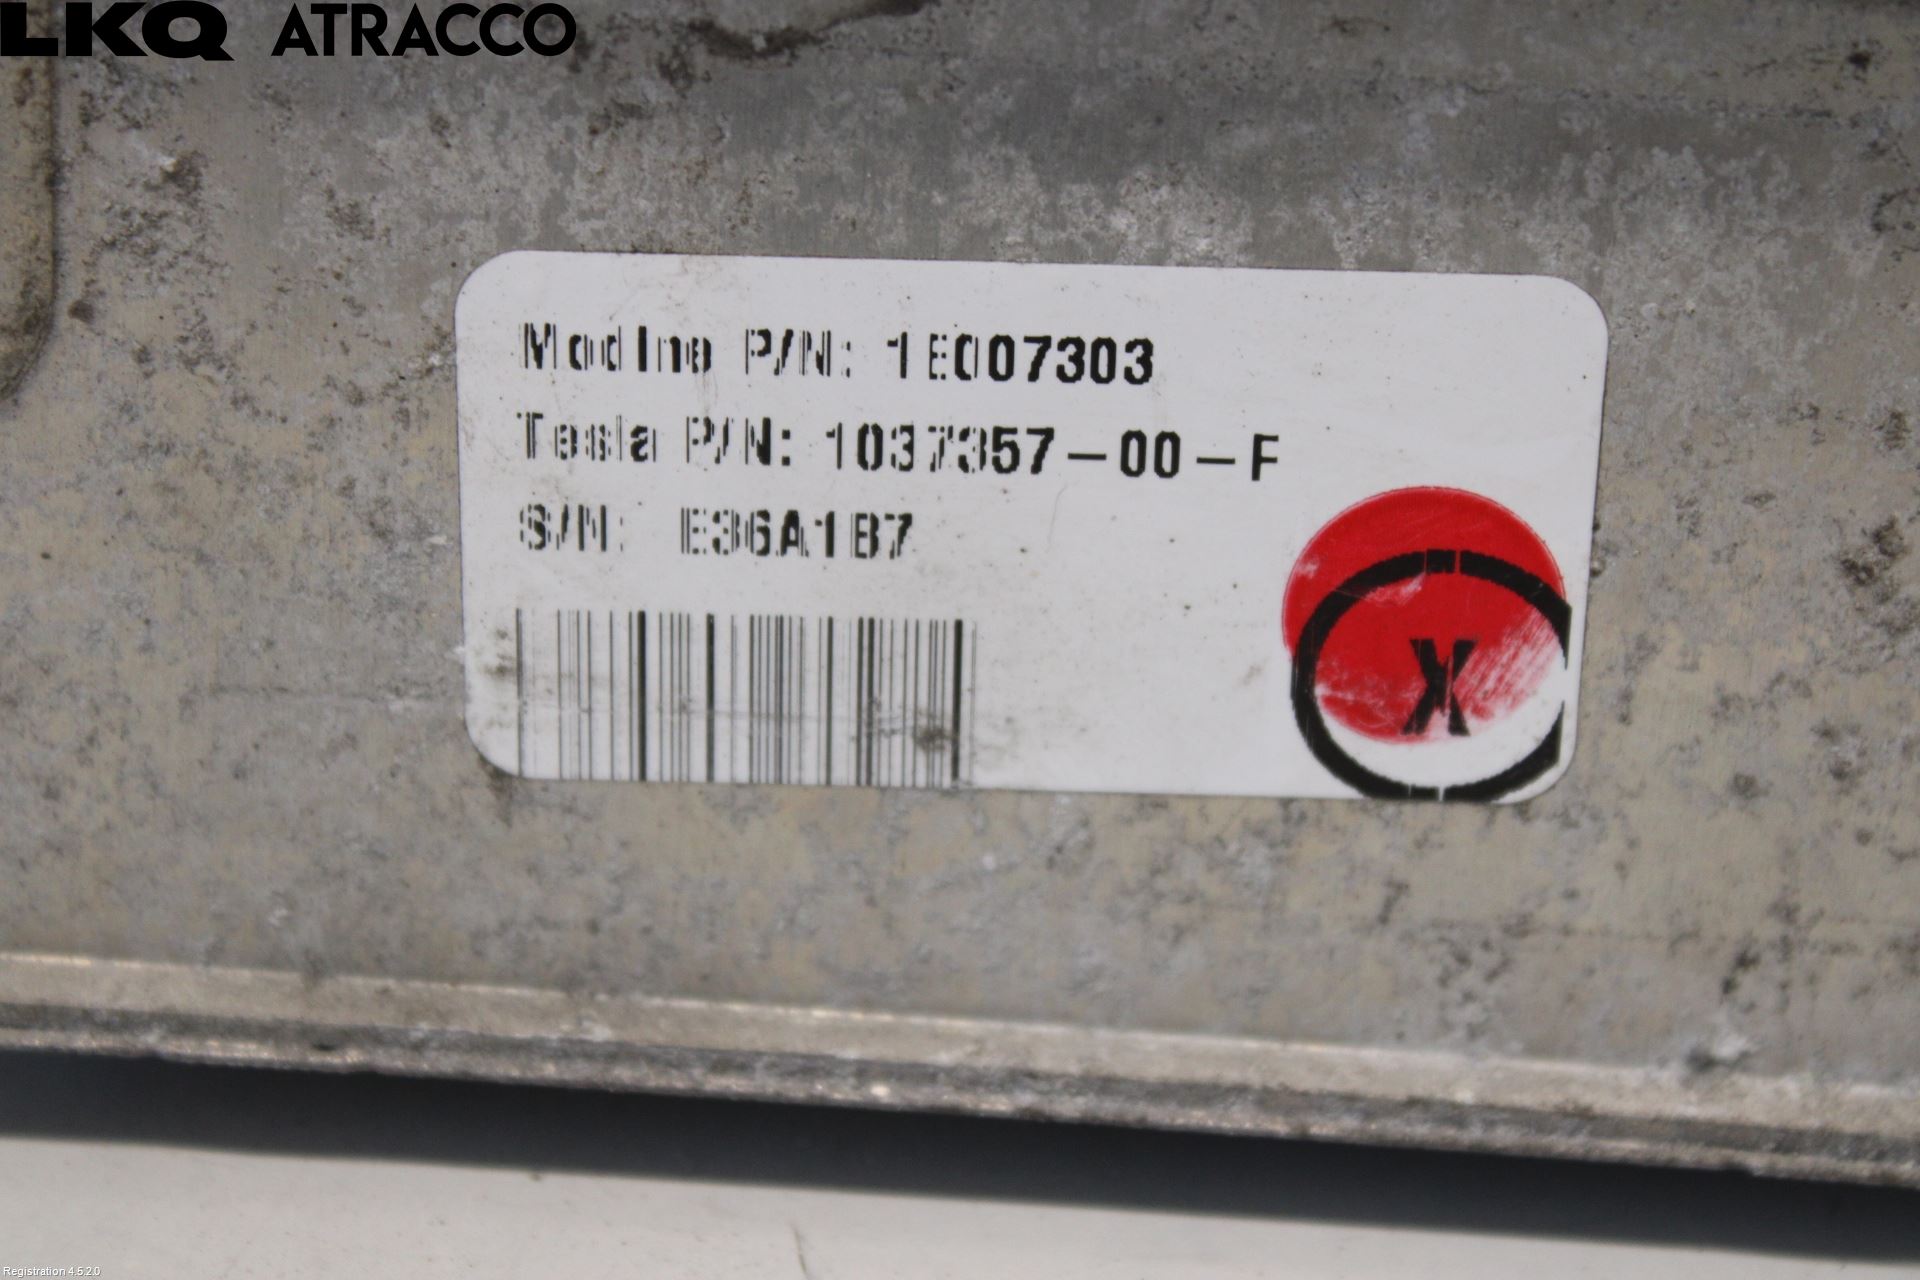 LKQ ATRACCO
Modine P/N: 1E007303
Tesla P/N: 1037357-00-F
S/N: E36A1B7
X
Registration 4.5.2.0